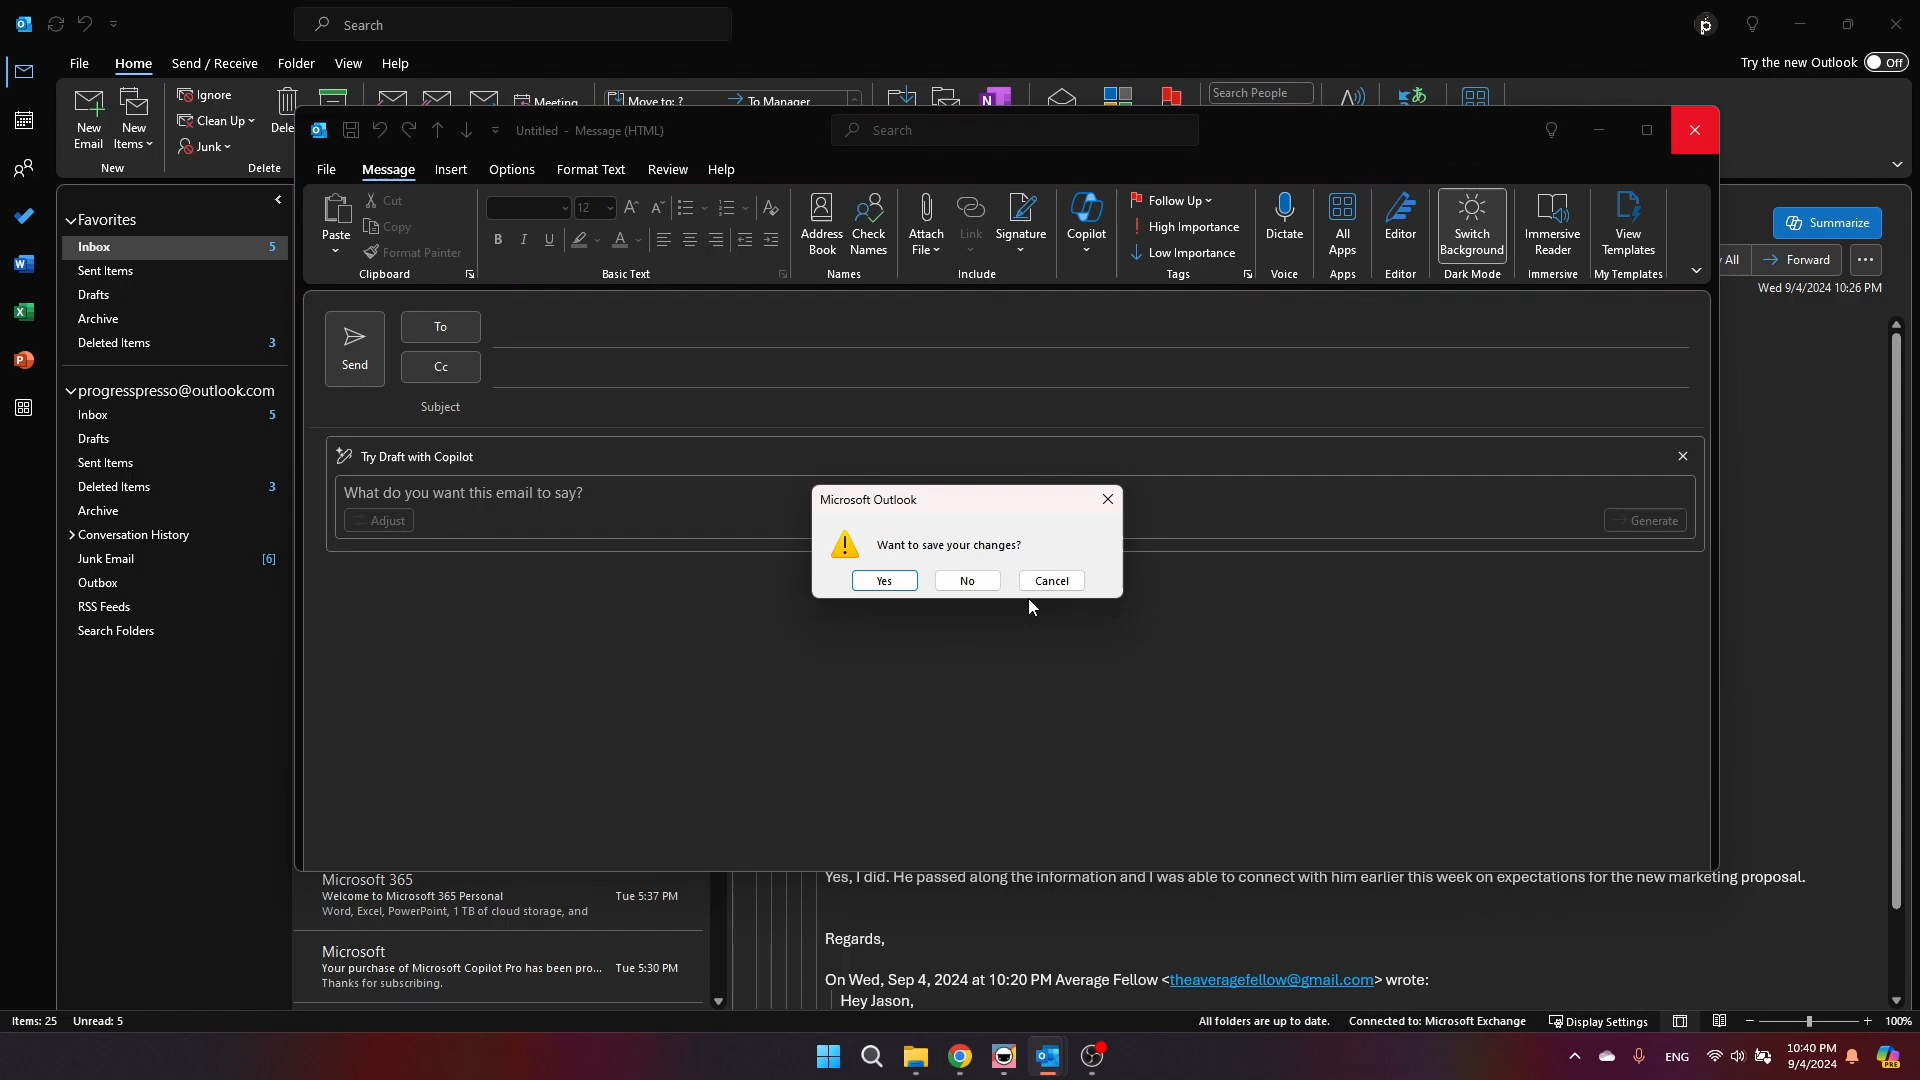 Search
File Home Send / Receive Folder View Help
Try the new Outlook Off
New Email
New Items
Ignore
Clean Up
Junk
New
Delete
Meeting
Move to: ?
To Manager
Search People
Untitled - Message (HTML)
Search
File Message Insert Options Format Text Review Help
Paste
Cut
Copy
Format Painter
Clipboard
12
B I U
Basic Text
Address Book
Check Names
Names
Attach File
Link
Signature
Include
Copilot
Follow Up
High Importance
Low Importance
Tags
Dictate
Voice
All Apps
Apps
Editor
Editor
Switch Background
Dark Mode
Immersive Reader
Immersive
View Templates
My Templates
Summarize
All
Forward
Wed 9/4/2024 10:26 PM
Favorites
Inbox 5
Sent Items
Drafts
Archive
Deleted Items 3
progresspresso@outlook.com
Inbox 5
Drafts
Sent Items
Deleted Items 3
Archive
Conversation History
Junk Email [6]
Outbox
RSS Feeds
Search Folders
Send
To
Cc
Subject
Try Draft with Copilot
What do you want this email to say?
Adjust
Generate
Microsoft Outlook
Want to save your changes?
Yes No Cancel
Microsoft 365
Welcome to Microsoft 365 Personal Tue 5:37 PM
Word, Excel, PowerPoint, 1 TB of cloud storage, and
Microsoft
Your purchase of Microsoft Copilot Pro has been pro... Tue 5:30 PM
Thanks for subscribing.
Yes, I did. He passed along the information and I was able to connect with him earlier this week on expectations for the new marketing proposal.
Regards,
On Wed, Sep 4, 2024 at 10:20 PM Average Fellow <theaveragefellow@gmail.com> wrote:
Hey Jason,
Items: 25 Unread: 5
All folders are up to date. Connected to: Microsoft Exchange Display Settings 100%
ENG
10:40 PM
9/4/2024
PRE